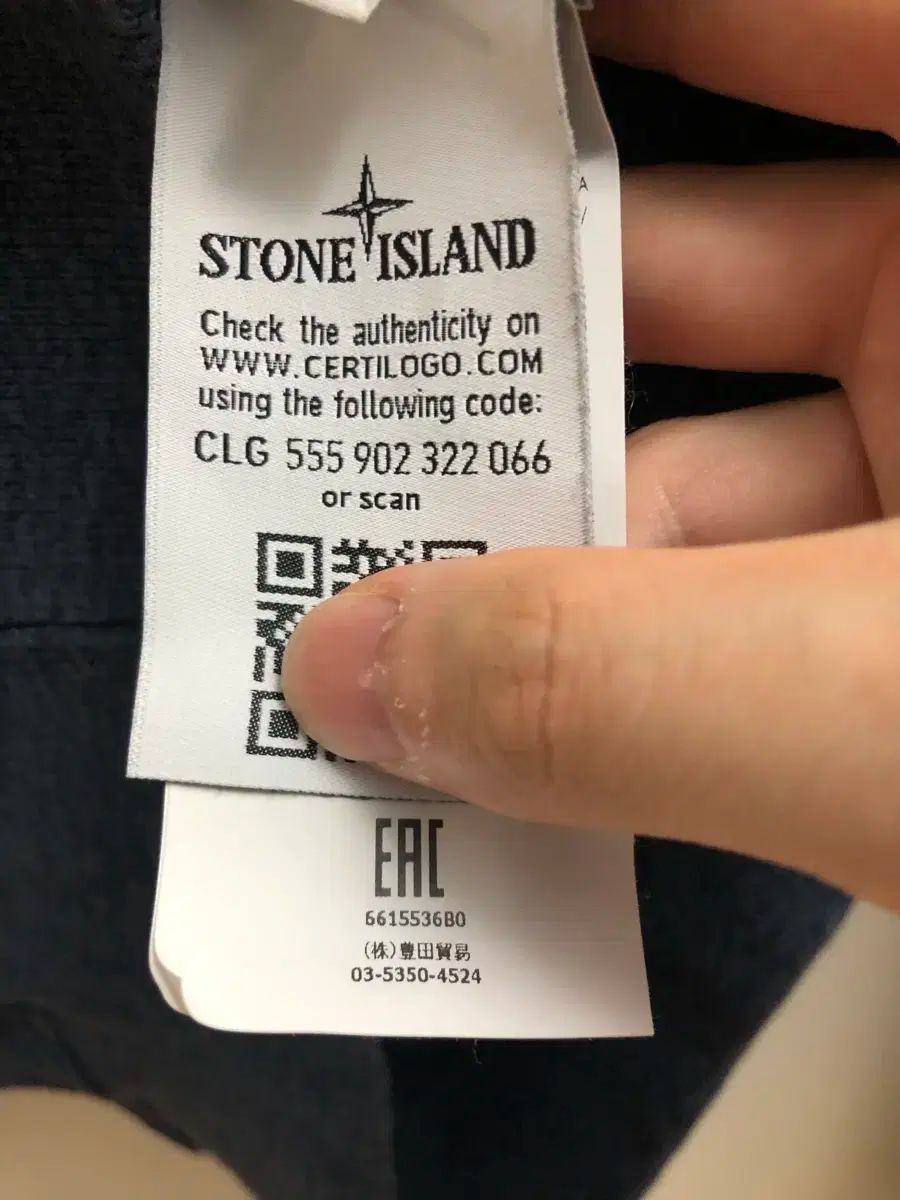 STONE ISLAND
Check the authenticity on
WWW.CERTILOGO.COM
using the following code:
CLG 555 902 322 066
or scan
A
/
EAC
6615536B0
(株)豊田貿易
03-5350-4524